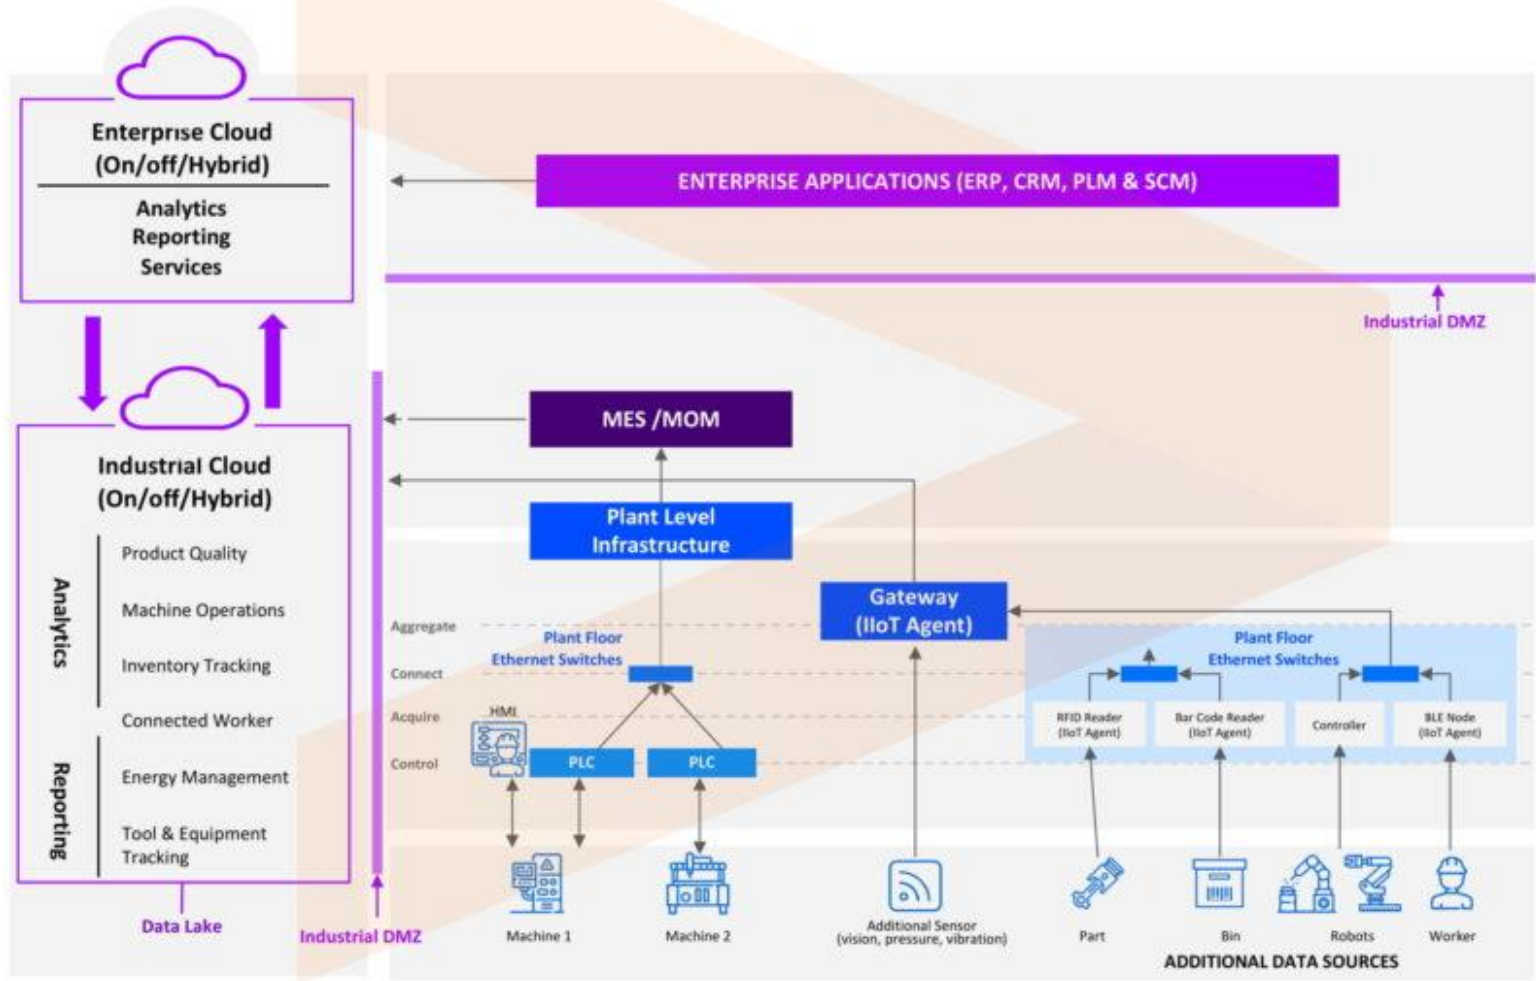 Enterprise Cloud
(On/off/Hybrid)
Analytics
Reporting
Services
ENTERPRISE APPLICATIONS (ERP, CRM, PLM & SCM)
Industrial DMZ
Industrial Cloud
(On/off/Hybrid)
Analytics
Product Quality
Machine Operations
Inventory Tracking
Connected Worker
Reporting
Energy Management
Tool & Equipment
Tracking
Data Lake
Industrial DMZ
MES /MOM
Plant Level
Infrastructure
Gateway
(IIoT Agent)
Aggregate
Connect
Acquire
Control
Plant Floor
Ethernet Switches
HMI
PLC
PLC
Plant Floor
Ethernet Switches
RFID Reader
(IIoT Agent)
Bar Code Reader
(IIoT Agent)
Controller
BLE Node
(IIoT Agent)
Machine 1
Machine 2
Additional Sensor
(vision, pressure, vibration)
Part
Bin
Robots
Worker
ADDITIONAL DATA SOURCES